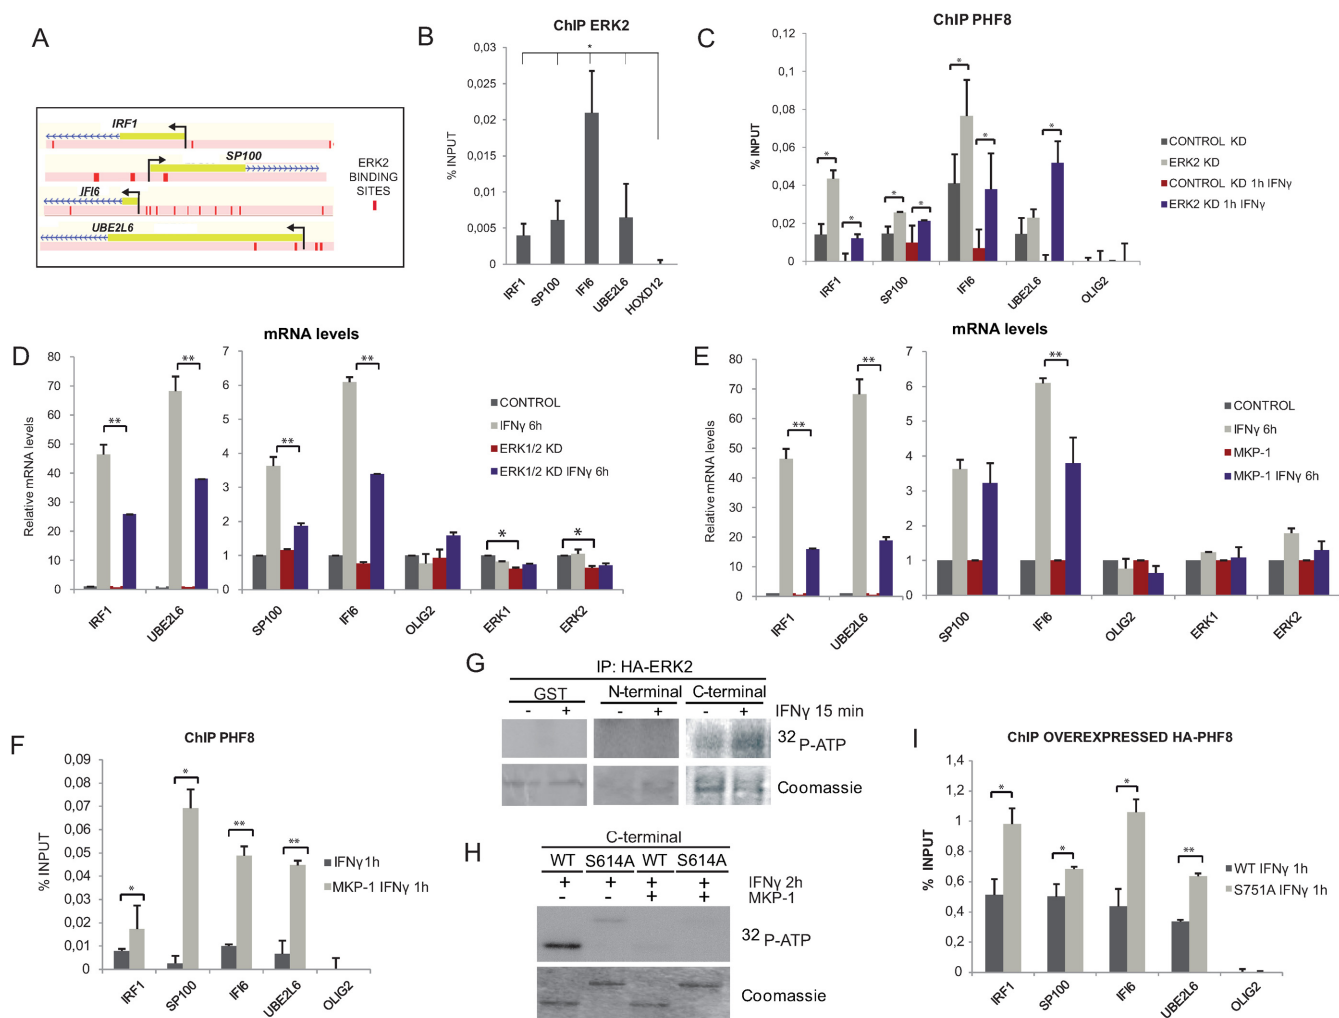 A
IRF1
SP100
IFI6
UBE2L6
ERK2
BINDING
SITES
B
ChIP ERK2
% INPUT
0,03
0,025
0,02
0,015
0,01
0,005
0
*
IRF1
SP100
IFI6
UBE2L6
HOXD12
C
ChIP PHF8
% INPUT
0,12
0,1
0,08
0,06
0,04
0,02
0
* * * * * * *
IRF1
SP100
IFI6
UBE2L6
OLIG2
CONTROL KD
ERK2 KD
CONTROL KD 1h IFNγ
ERK2 KD 1h IFNγ
D
mRNA levels
Relative mRNA levels
80
70
60
50
40
30
20
10
0
** **
IRF1
UBE2L6
7
6
5
4
3
2
1
0
** ** * *
SP100
IFI6
OLIG2
ERK1
ERK2
CONTROL
IFNγ 6h
ERK1/2 KD
ERK1/2 KD IFNγ 6h
E
mRNA levels
Relative mRNA levels
80
70
60
50
40
30
20
10
0
** **
IRF1
UBE2L6
6
4
2
0
**
SP100
IFI6
OLIG2
ERK1
ERK2
CONTROL
IFNγ 6h
MKP-1
MKP-1 IFNγ 6h
F
ChIP PHF8
% INPUT
0,09
0,08
0,07
0,06
0,05
0,04
0,03
0,02
0,01
0
* * ** **
IRF1
SP100
IFI6
UBE2L6
OLIG2
IFNγ 1h
MKP-1 IFNγ 1h
G
IP: HA-ERK2
GST N-terminal C-terminal
- + - + - + IFNγ 15 min
32 P-ATP
Coomassie
H
C-terminal
WT S614A WT S614A
+ + + + IFNγ 2h
- - + + MKP-1
32 P-ATP
Coomassie
I
ChIP OVEREXPRESSED HA-PHF8
% INPUT
1,4
1,2
1
0,8
0,6
0,4
0,2
0
* * * **
IRF1
SP100
IFI6
UBE2L6
OLIG2
WT IFNγ 1h
S751A IFNγ 1h